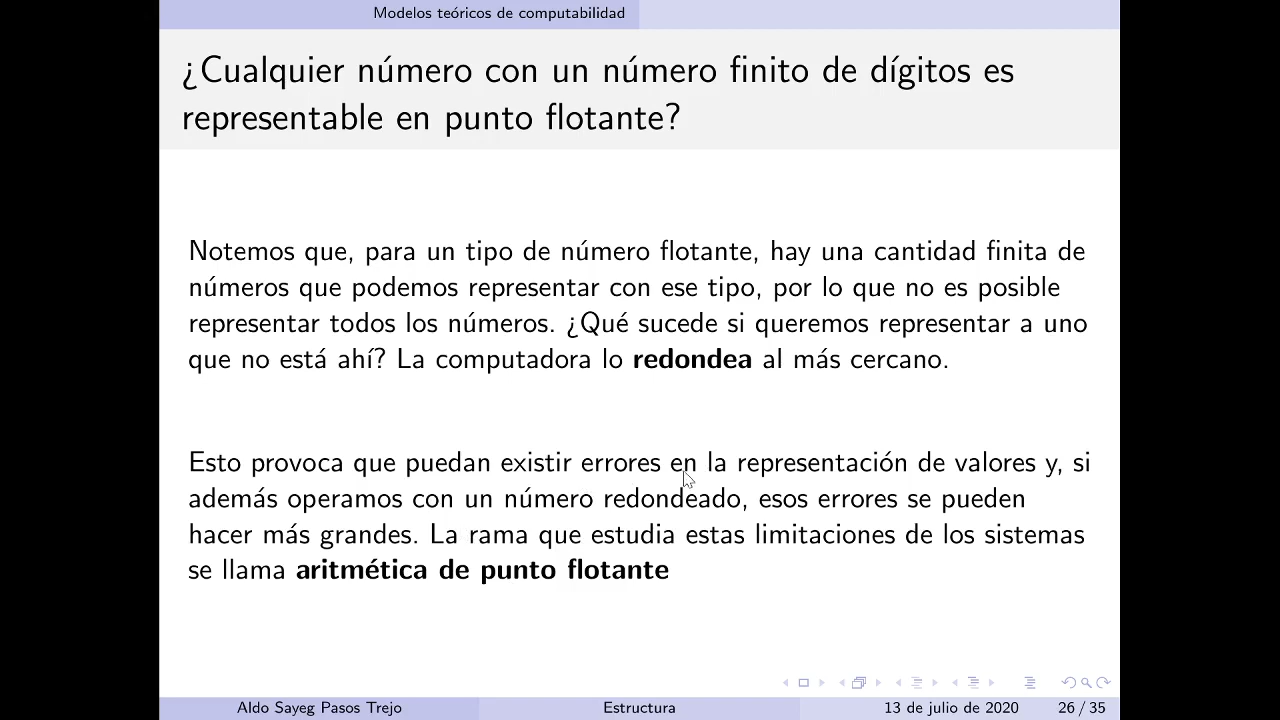 Modelos teóricos de computabilidad
¿Cualquier número con un número finito de dígitos es
representable en punto flotante?
Notemos que, para un tipo de número flotante, hay una cantidad finita de
números que podemos representar con ese tipo, por lo que no es posible
representar todos los números. ¿Qué sucede si queremos representar a uno
que no está ahí? La computadora lo redondea al más cercano.
Esto provoca que puedan existir errores en la representación de valores y, si
además operamos con un número redondeado, esos errores se pueden
hacer más grandes. La rama que estudia estas limitaciones de los sistemas
se llama aritmética de punto flotante
Aldo Sayeg Pasos Trejo Estructura 13 de julio de 2020 26 / 35